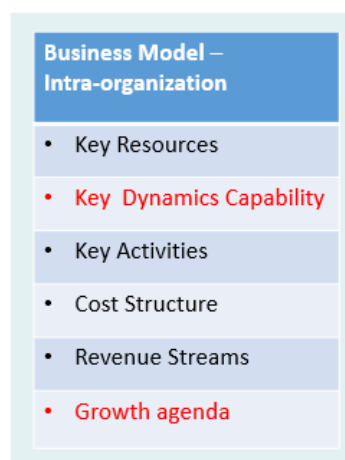 Business Model –
Intra-organization
• Key Resources
• Key Dynamics Capability
• Key Activities
• Cost Structure
• Revenue Streams
• Growth agenda